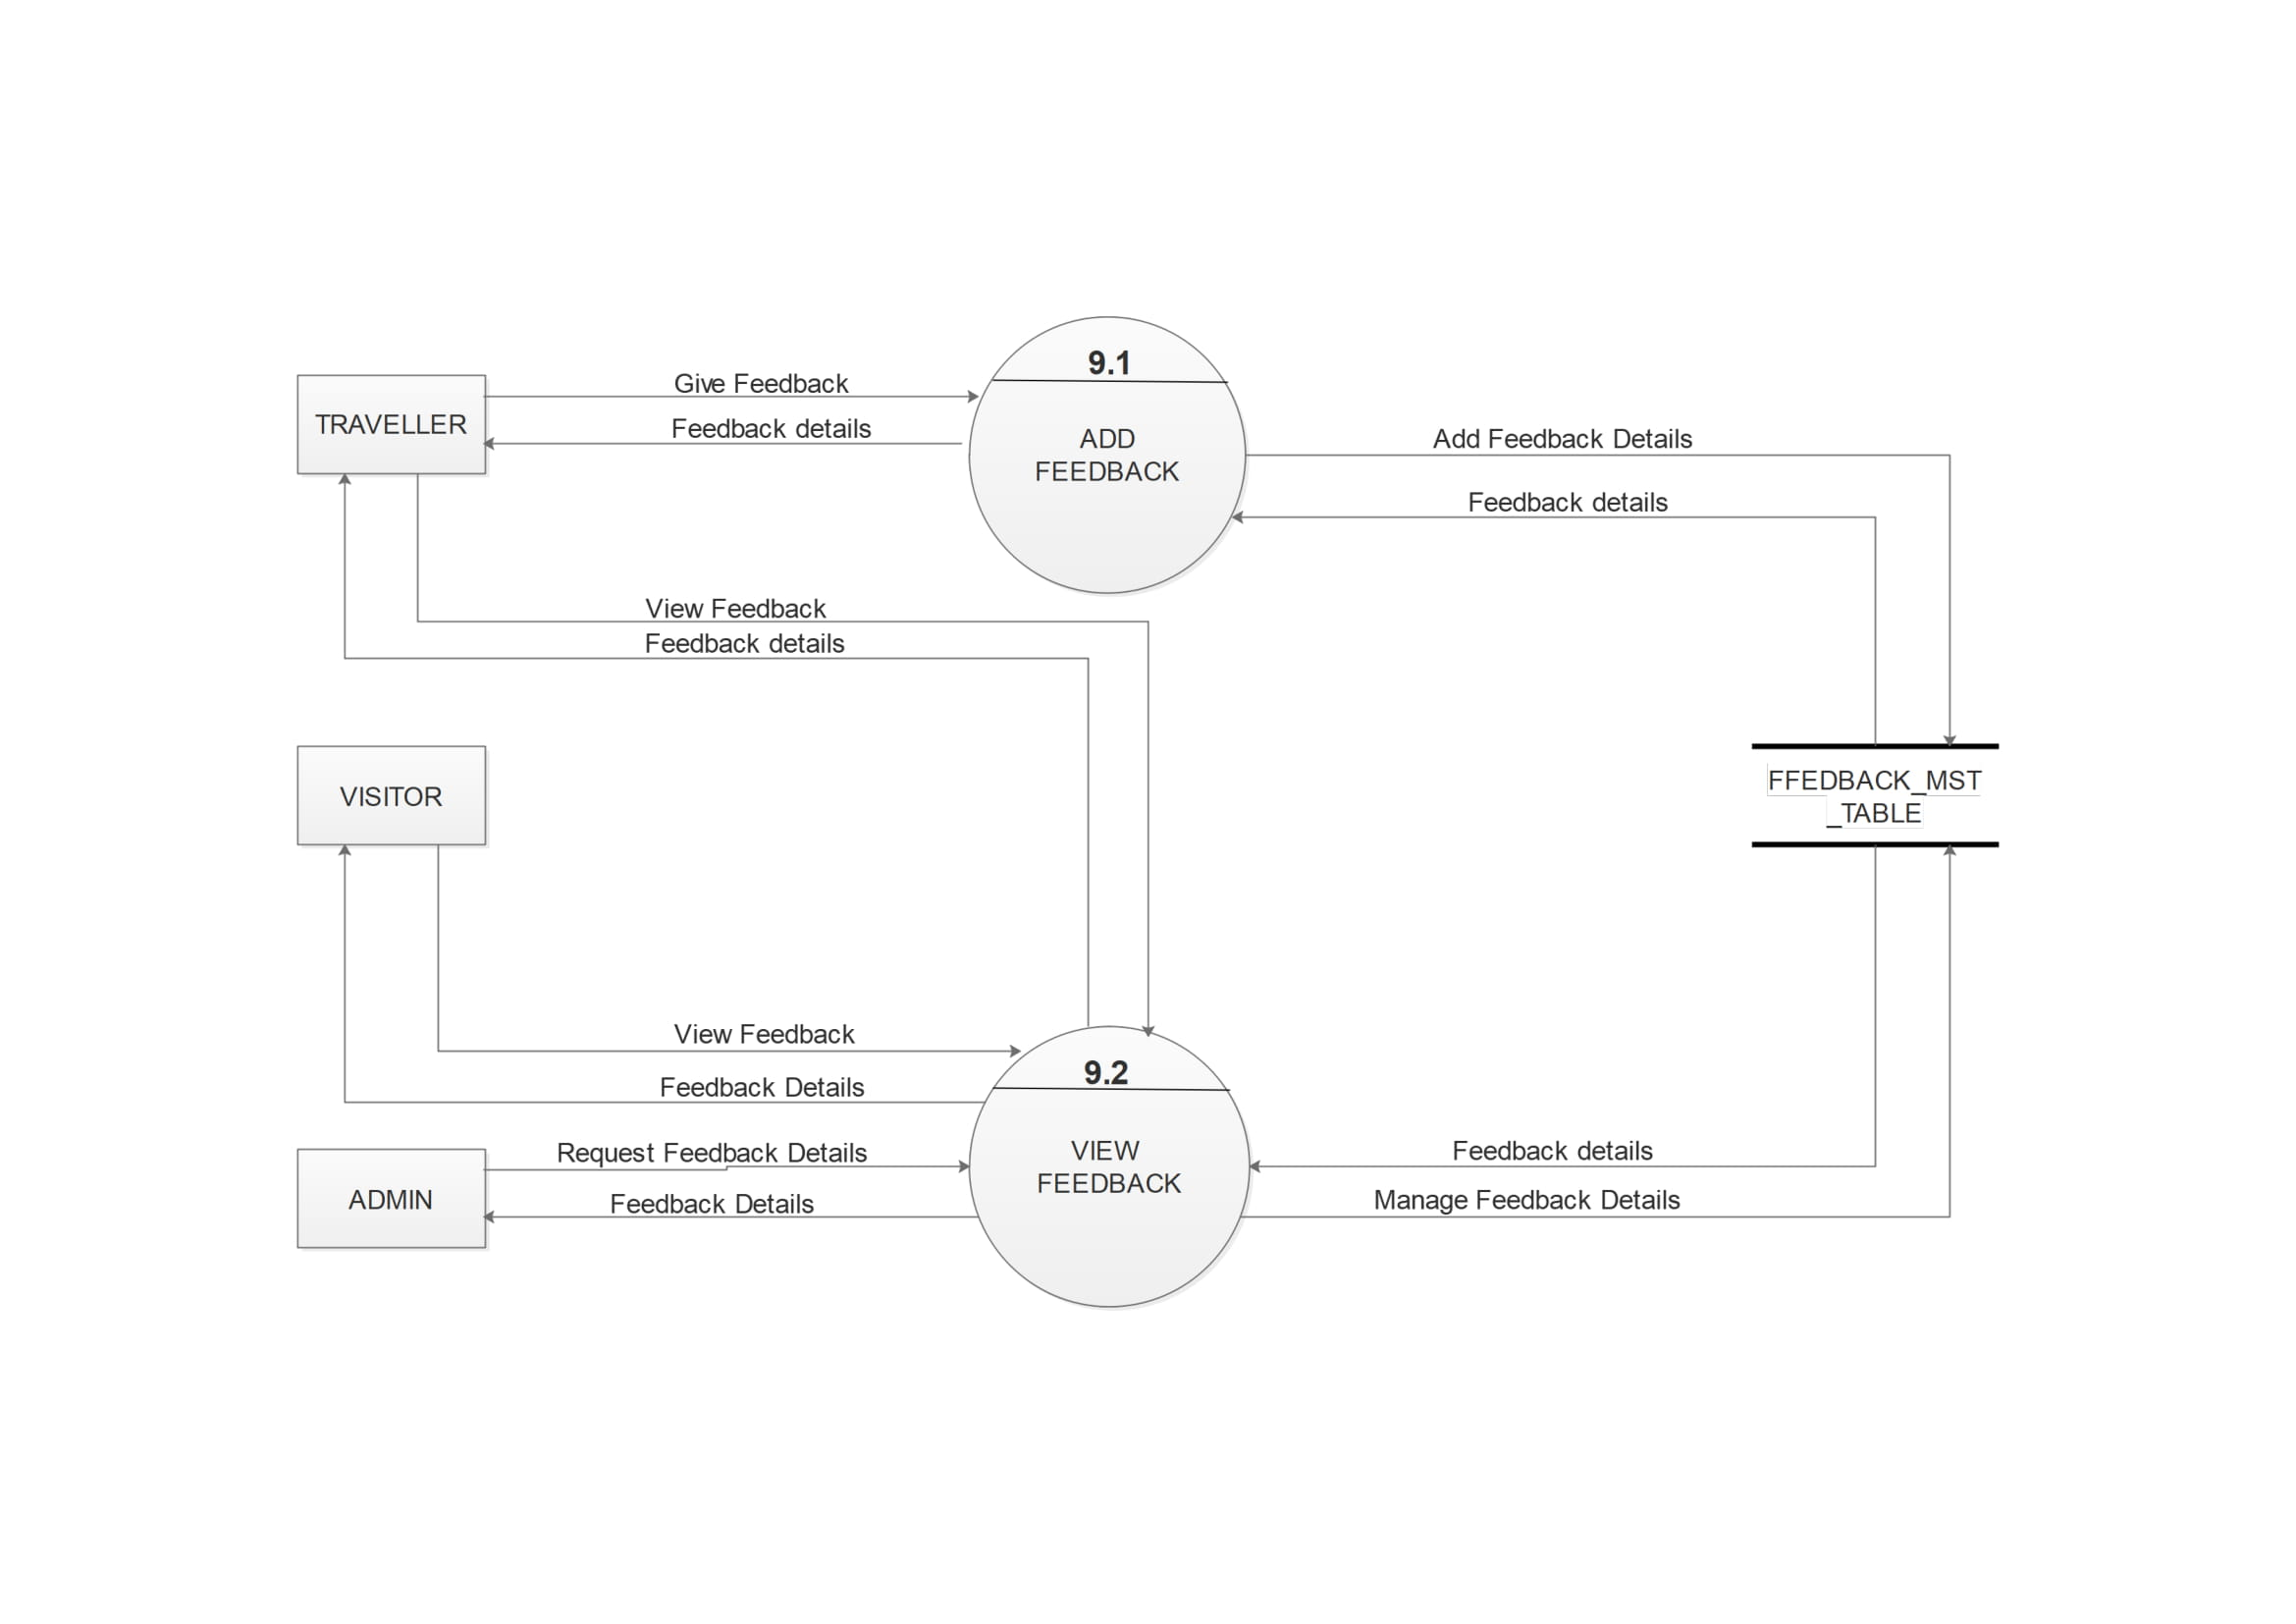 9.1
Give Feedback
TRAVELLER
Feedback details
ADD
FEEDBACK
Add Feedback Details
Feedback details
View Feedback
Feedback details
VISITOR
FFEDBACK_MST
_TABLE
View Feedback
9.2
Feedback Details
Request Feedback Details
VIEW
FEEDBACK
Feedback details
ADMIN
Feedback Details
Manage Feedback Details